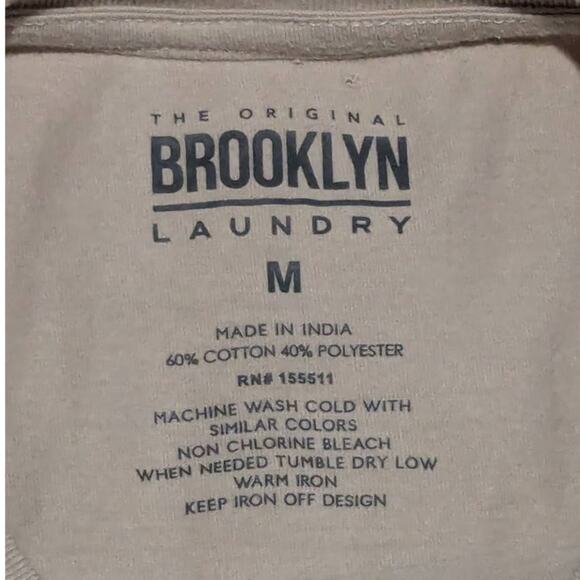 THE ORIGINAL
BROOKLYN
LAUNDRY
M
MADE IN INDIA
60% COTTON 40% POLYESTER
RN# 155511
MACHINE WASH COLD WITH
SIMILAR COLORS
NON CHLORINE BLEACH
WHEN NEEDED TUMBLE DRY LOW
WARM IRON
KEEP IRON OFF DESIGN